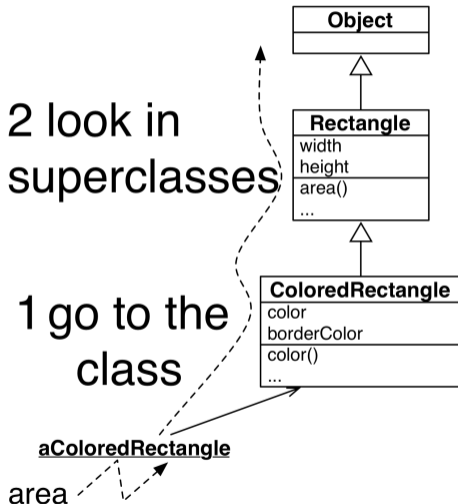 Object
Rectangle
width
height
area()
...
2 look in
superclasses
ColoredRectangle
color
borderColor
color()
...
1 go to the
class
aColoredRectangle
area